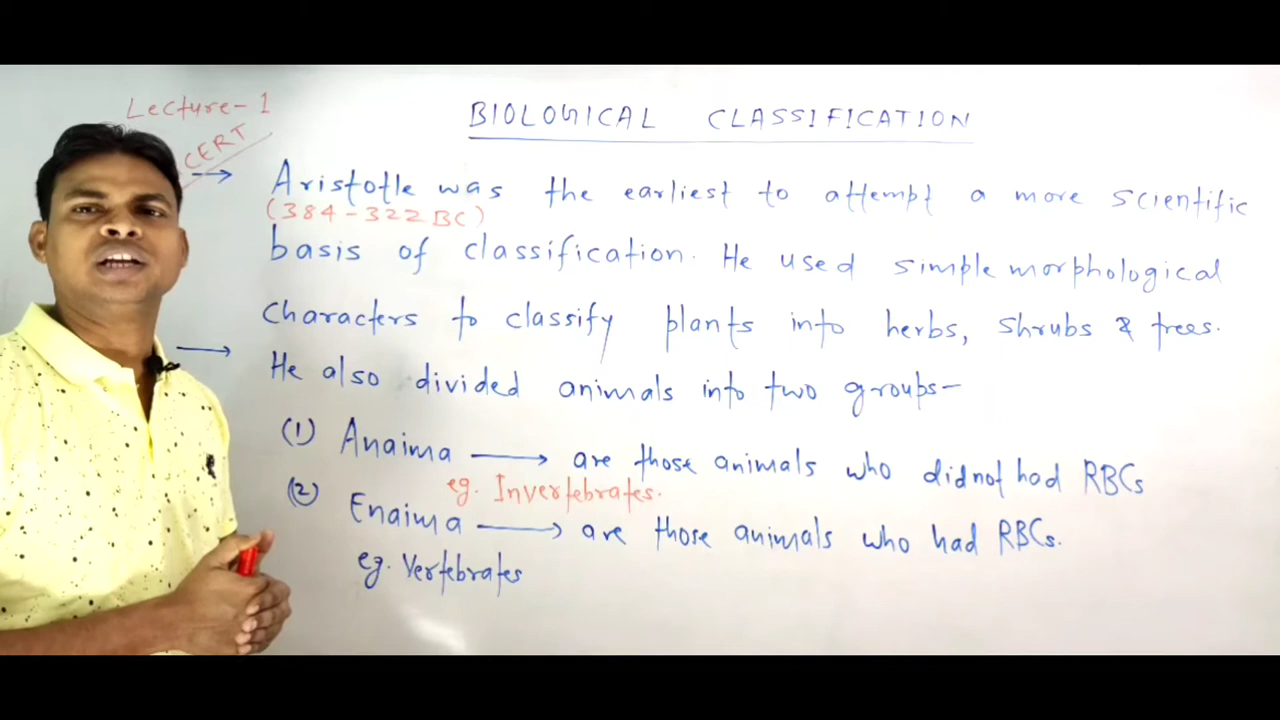 Lecture-1
CERT
BIOLOGICAL CLASSIFICATION
→ Aristotle was the earliest to attempt a more scientific
(384-322 BC)
basis of classification. He used simple morphological
characters to classify plants into herbs, shrubs & trees.
→ He also divided animals into two groups-
(1) Anaima → are those animals who didnot had RBCs
eg. Invertebrates.
(2) Enaima → are those animals who had RBCs.
eg. Vertebrates